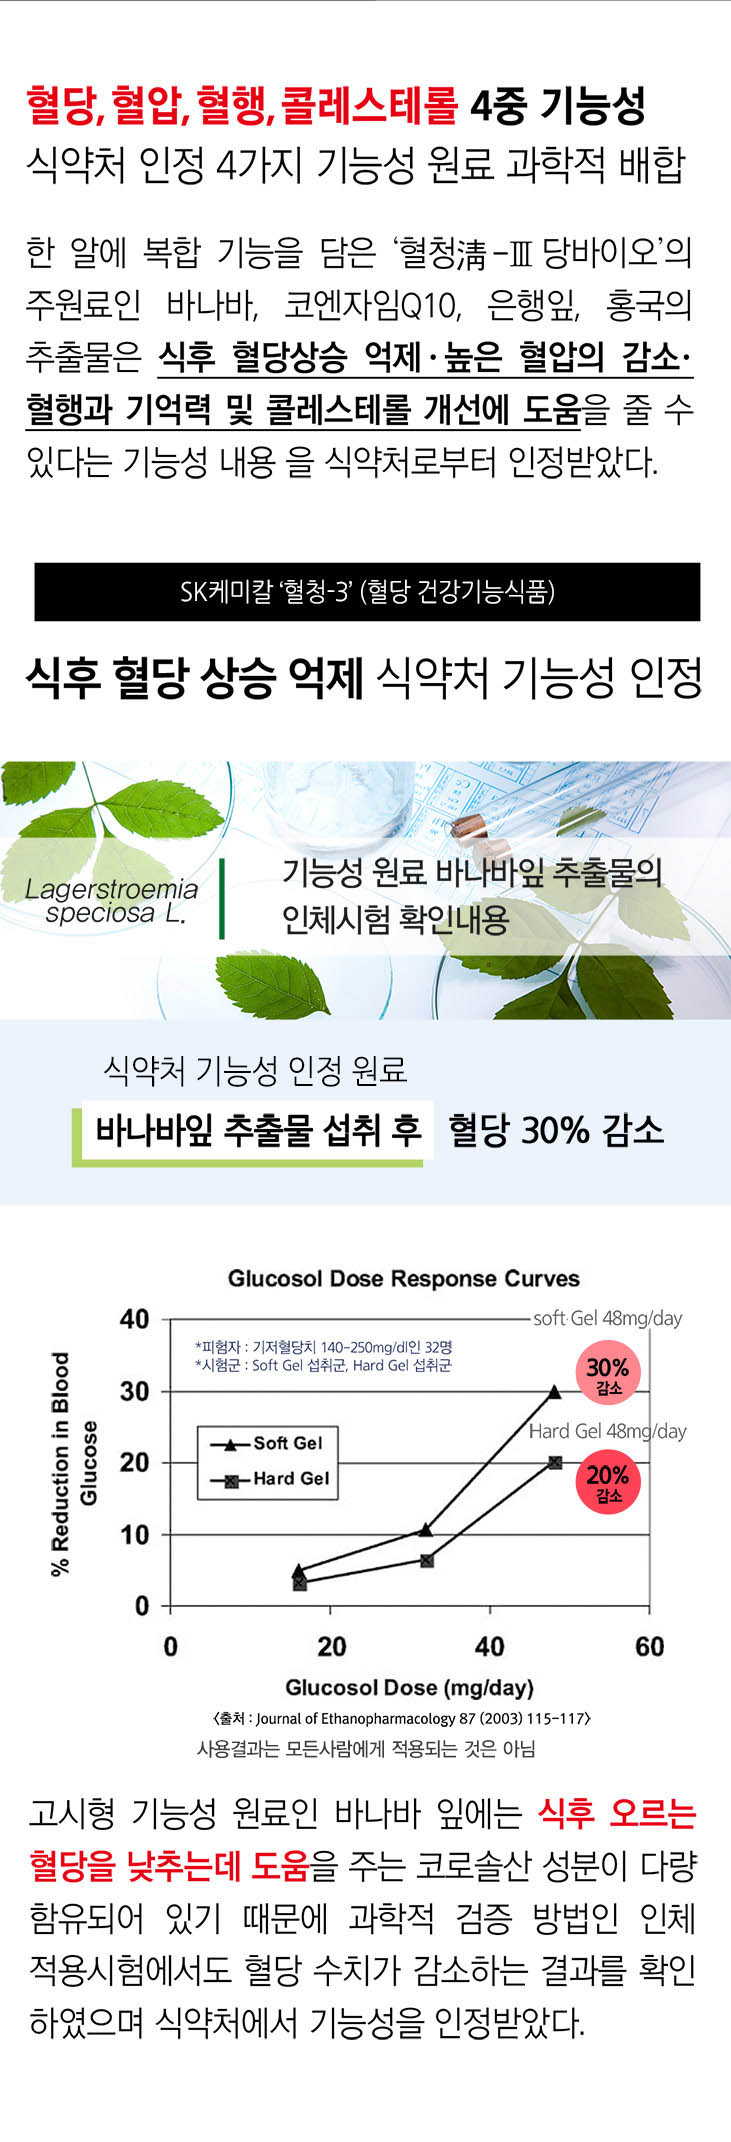 혈당, 혈압, 혈행, 콜레스테롤 4중 기능성
식약처 인정 4가지 기능성 원료 과학적 배합
한 알에 복합 기능을 담은 ‘혈청淸-Ⅲ 당바이오’의
주원료인 바나바, 코엔자임Q10, 은행잎, 홍국의
추출물은 식후 혈당상승 억제·높은 혈압의 감소·
혈행과 기억력 및 콜레스테롤 개선에 도움을 줄 수
있다는 기능성 내용 을 식약처로부터 인정받았다.
SK케미칼 ‘혈청-3’ (혈당 건강기능식품)
식후 혈당 상승 억제 식약처 기능성 인정
Lagerstroemia
speciosa L.
기능성 원료 바나바잎 추출물의
인체시험 확인내용
식약처 기능성 인정 원료
바나바잎 추출물 섭취 후 혈당 30% 감소
Glucosol Dose Response Curves
% Reduction in Blood
Glucose
40
30
20
10
0
*피험자 : 기저혈당치 140-250mg/dl인 32명
*시험군 : Soft Gel 섭취군, Hard Gel 섭취군
Soft Gel
Hard Gel
soft Gel 48mg/day
30%
감소
Hard Gel 48mg/day
20%
감소
0 20 40 60
Glucosol Dose (mg/day)
〈출처 : Journal of Ethanopharmacology 87 (2003) 115-117〉
사용결과는 모든사람에게 적용되는 것은 아님
고시형 기능성 원료인 바나바 잎에는 식후 오르는
혈당을 낮추는데 도움을 주는 코로솔산 성분이 다량
함유되어 있기 때문에 과학적 검증 방법인 인체
적용시험에서도 혈당 수치가 감소하는 결과를 확인
하였으며 식약처에서 기능성을 인정받았다.